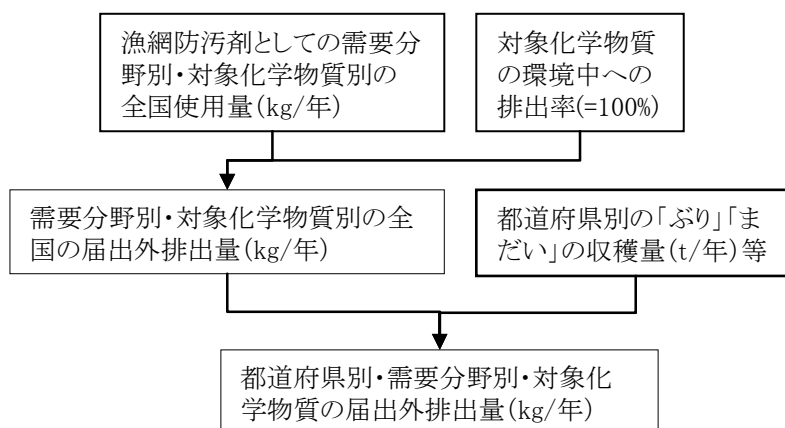 漁網防汚剤としての需要分
野別・対象化学物質別の
全国使用量(kg/年)
対象化学物質
の環境中への
排出率(=100%)
需要分野別・対象化学物質別の全
国の届出外排出量(kg/年)
都道府県別の「ぶり」「ま
だい」の収穫量(t/年)等
都道府県別・需要分野別・対象化
学物質の届出外排出量(kg/年)